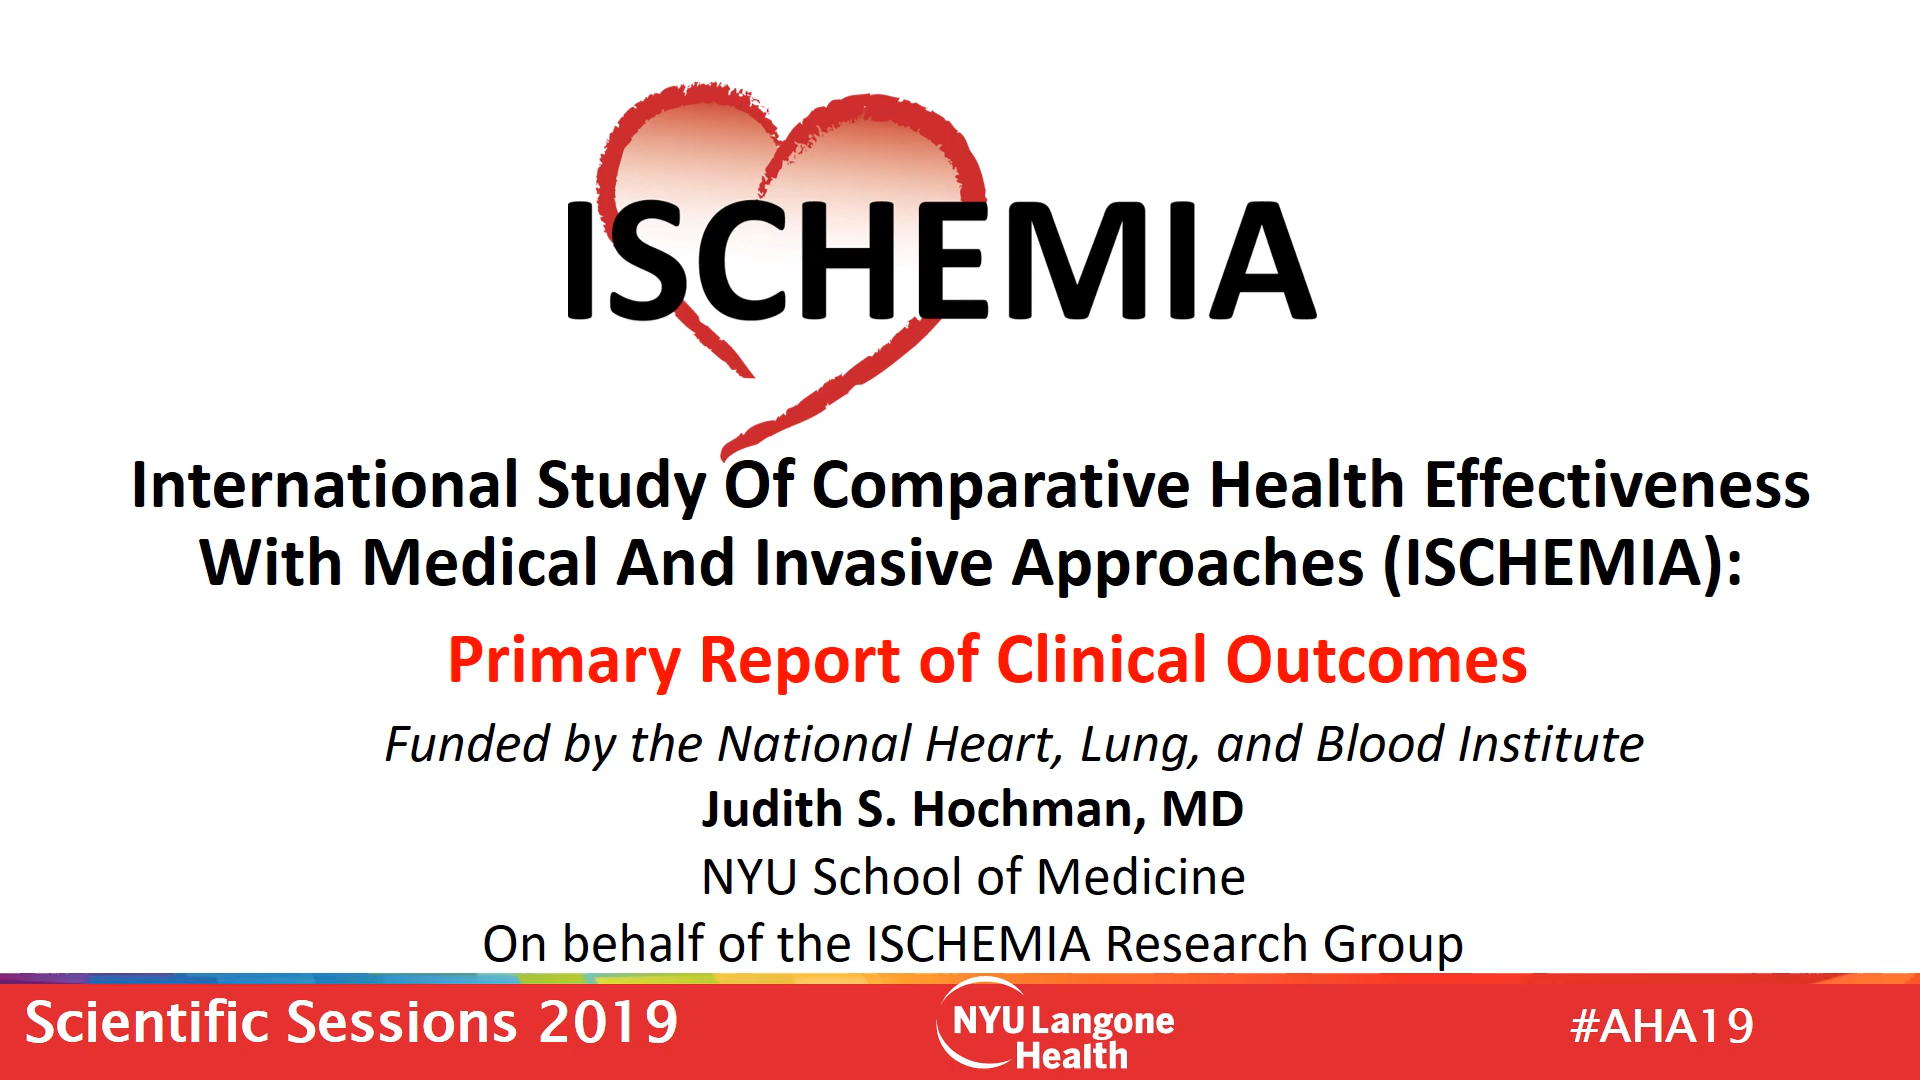 ISCHEMIA
International Study Of Comparative Health Effectiveness
With Medical And Invasive Approaches (ISCHEMIA):
Primary Report of Clinical Outcomes
Funded by the National Heart, Lung, and Blood Institute
Judith S. Hochman, MD
NYU School of Medicine
On behalf of the ISCHEMIA Research Group
Scientific Sessions 2019
NYU Langone
Health
#AHA19